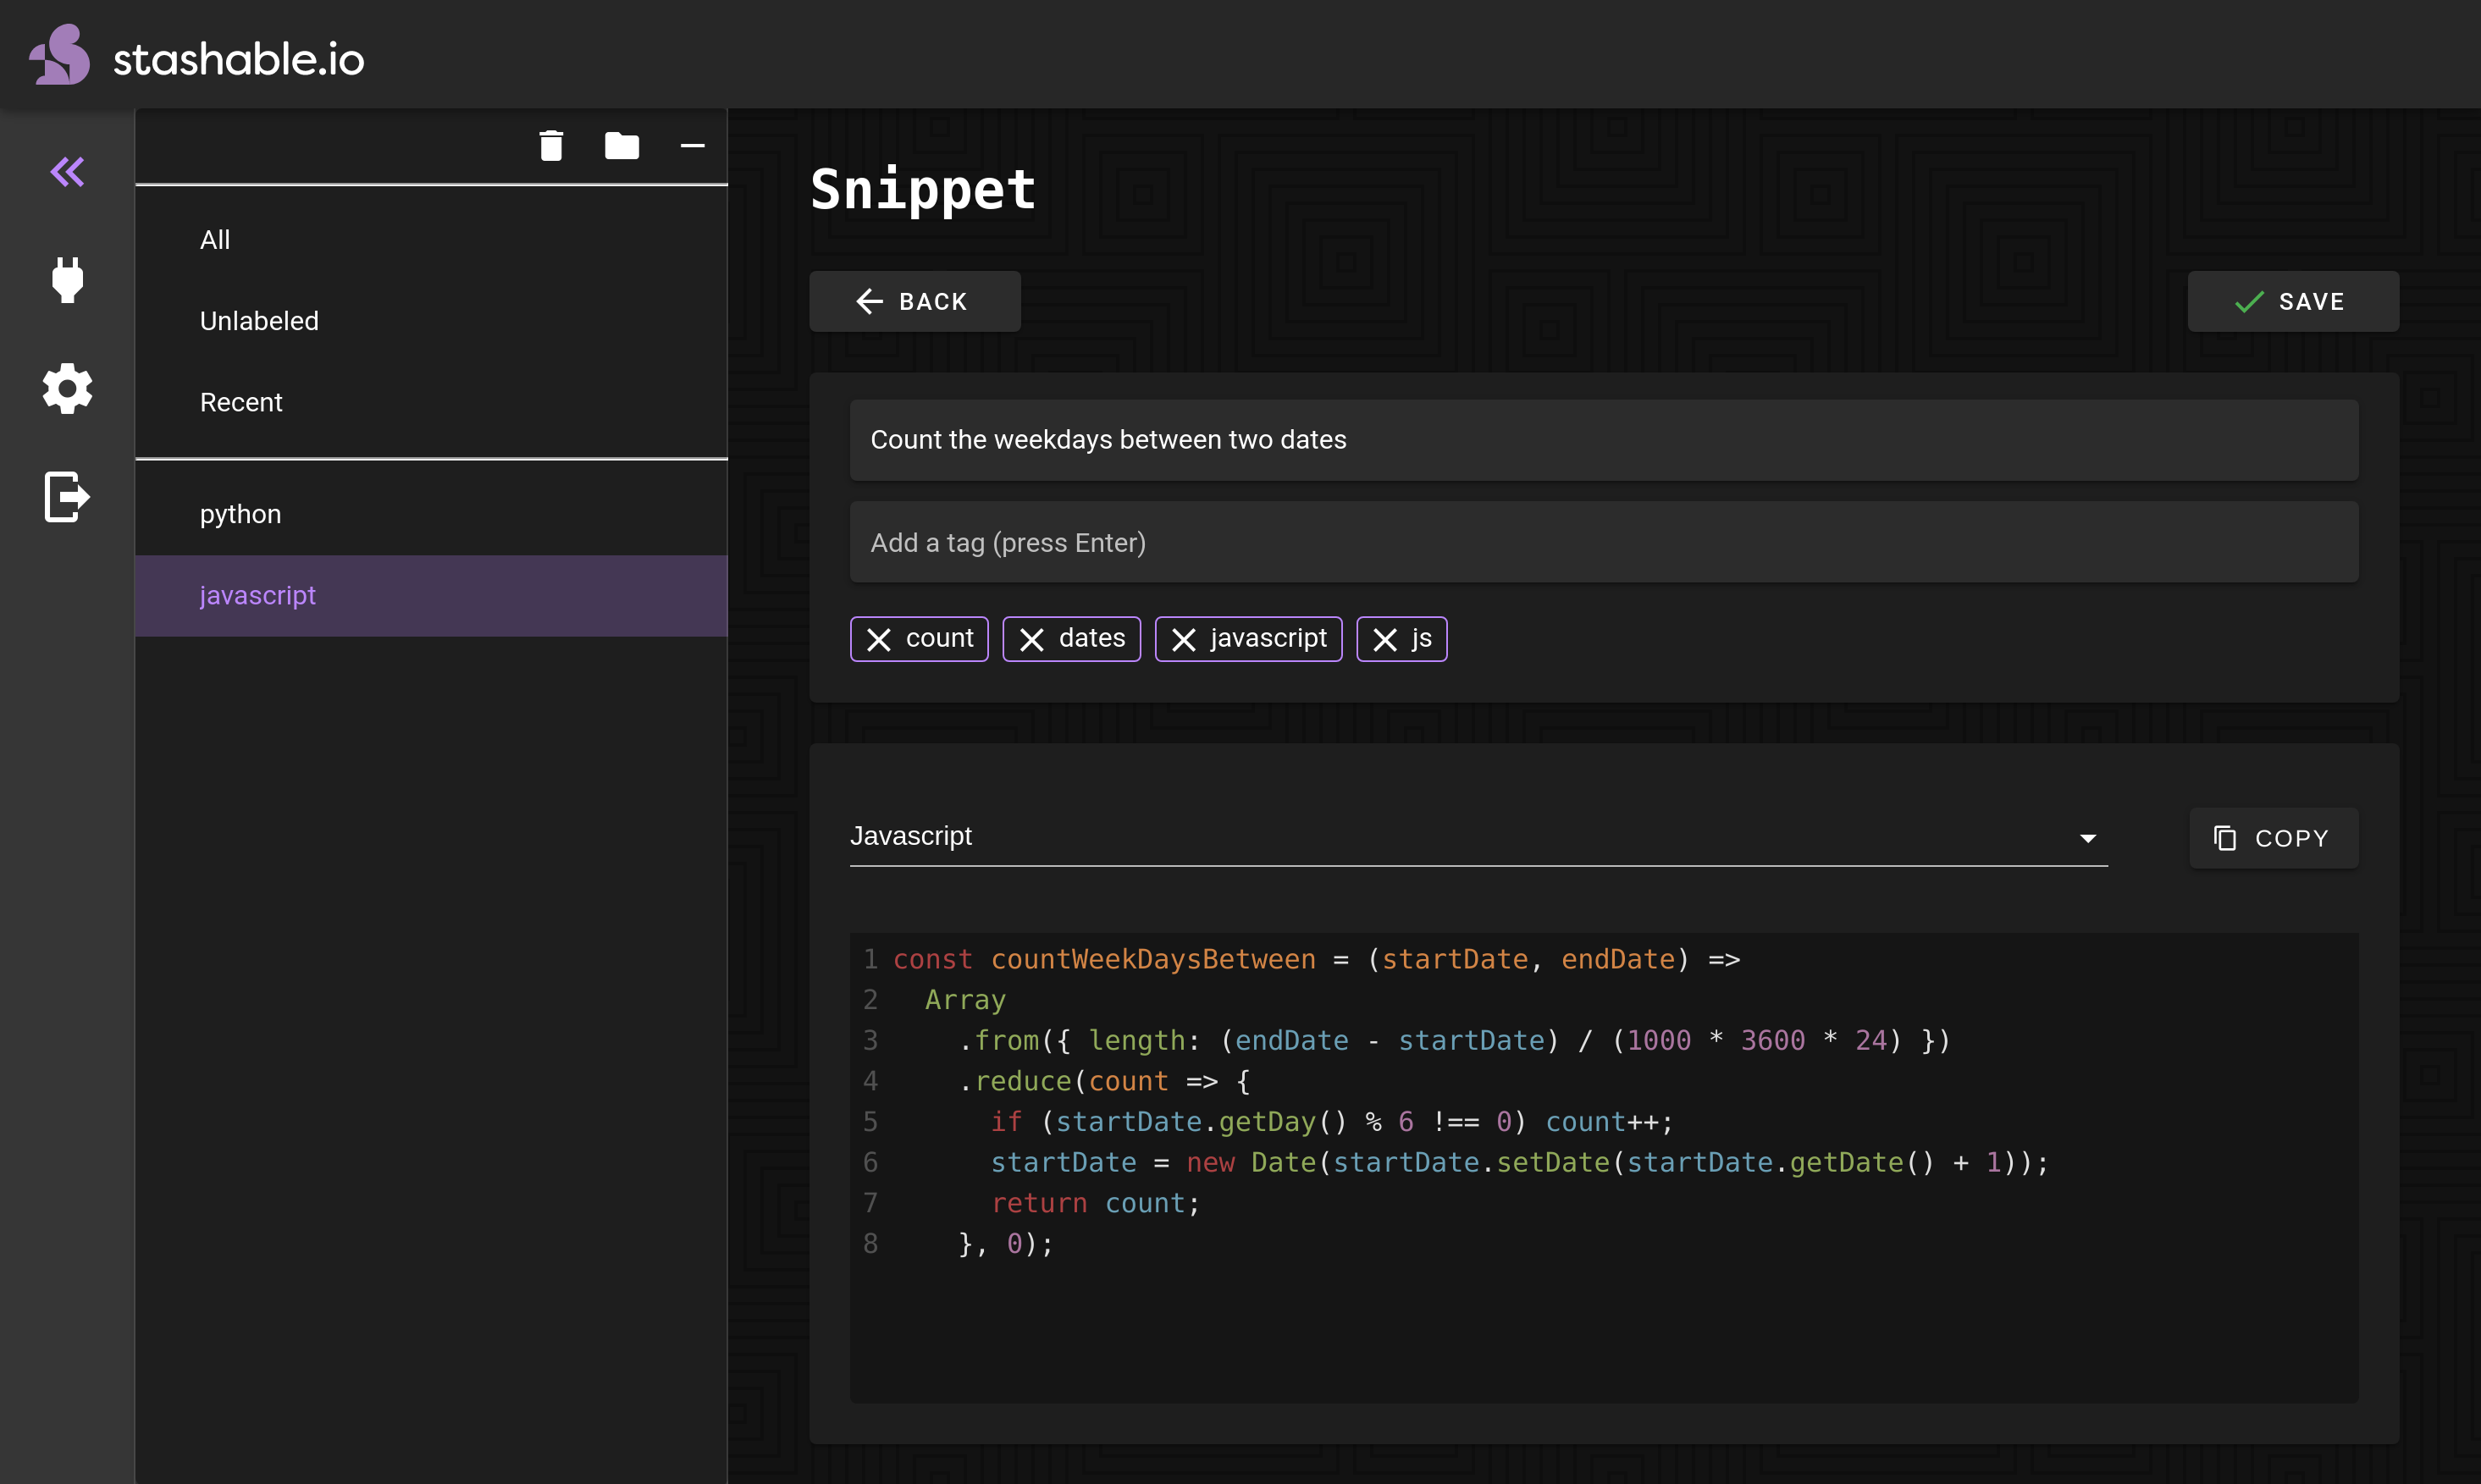 stashable.io
All
Unlabeled
Recent
python
javascript
Snippet
BACK
SAVE
Count the weekdays between two dates
Add a tag (press Enter)
count dates javascript js
Javascript
COPY
1 const countWeekDaysBetween = (startDate, endDate) =>
2   Array
3     .from({ length: (endDate - startDate) / (1000 * 3600 * 24) })
4     .reduce(count => {
5       if (startDate.getDay() % 6 !== 0) count++;
6       startDate = new Date(startDate.setDate(startDate.getDate() + 1));
7       return count;
8     }, 0);